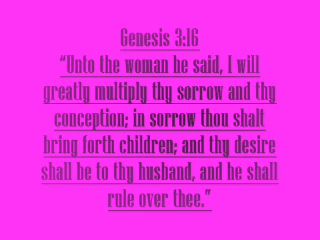 Genesis 3:16
“Unto the woman he said, I will
greatly multiply thy sorrow and thy
conception; in sorrow thou shalt
bring forth children; and thy desire
shall be to thy husband, and he shall
rule over thee.”